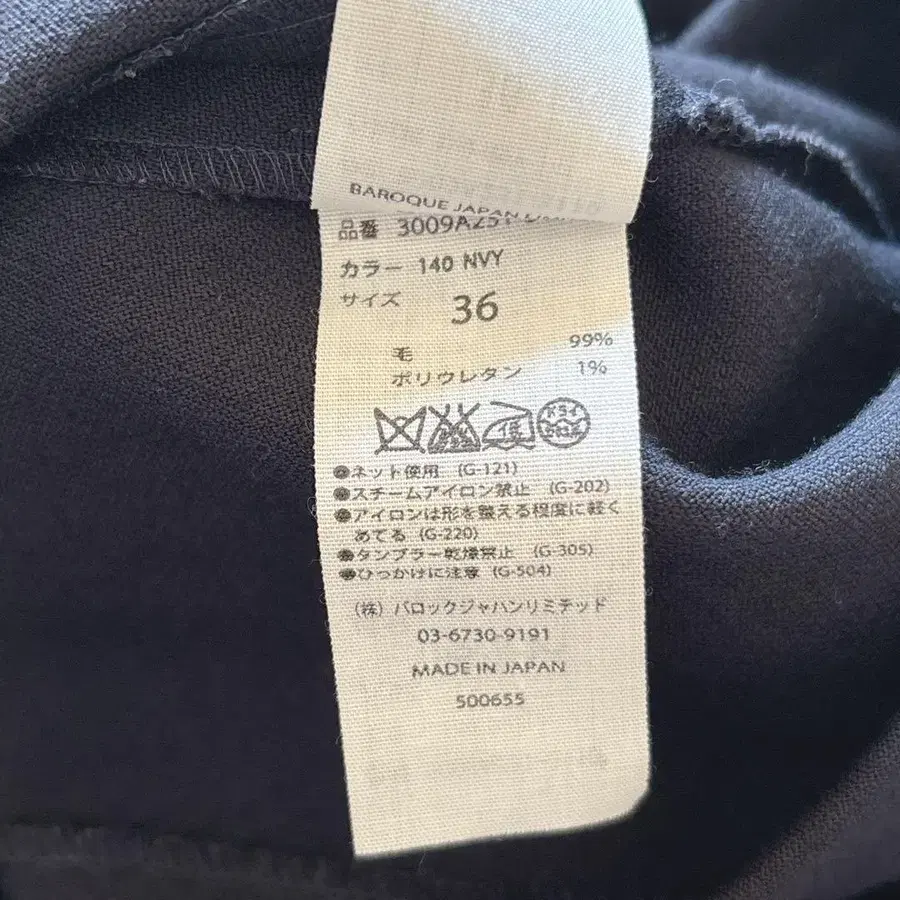 BAROQUE JAPAN
品番 3009AZ51
カラー 140 NVY
サイズ 36
毛 99%
ポリウレタン 1%
ドライ
●ネット使用 (G-121)
●スチームアイロン禁止 (G-202)
●アイロンは形を整える程度に軽く
めてる (G-220)
●タンブラー乾燥禁止 (G-305)
●ひっかけに注意 (G-504)
(株) バロックジャパンリミテッド
03-6730-9191
MADE IN JAPAN
500655